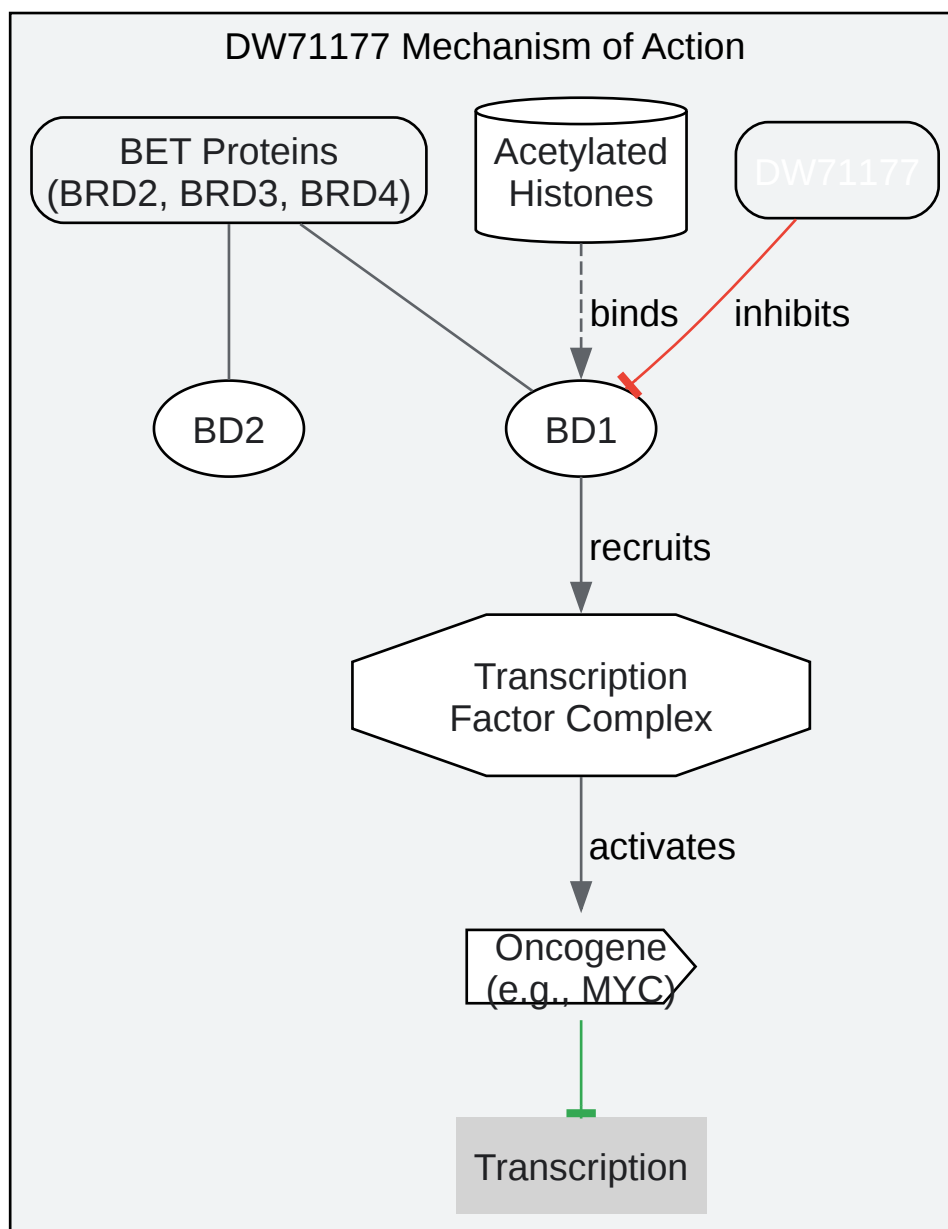 DW71177 Mechanism of Action
BET Proteins
(BRD2, BRD3, BRD4)
Acetylated
Histones
DW71177
binds
inhibits
BD2
BD1
recruits
Transcription
Factor Complex
activates
Oncogene
(e.g., MYC)
Transcription